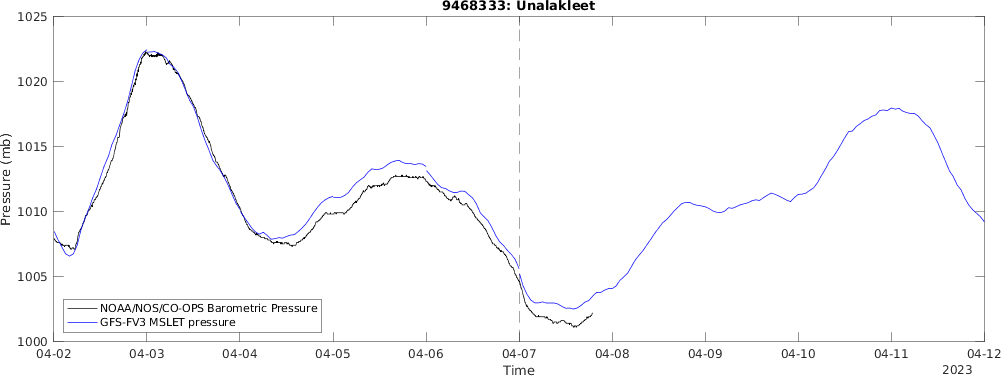 9468333: Unalakleet
1025
1020
1015
1010
1005
1000
Pressure (mb)
NOAA/NOS/CO-OPS Barometric Pressure
GFS-FV3 MSLET pressure
04-02 04-03 04-04 04-05 04-06 04-07 04-08 04-09 04-10 04-11 04-12
Time 2023